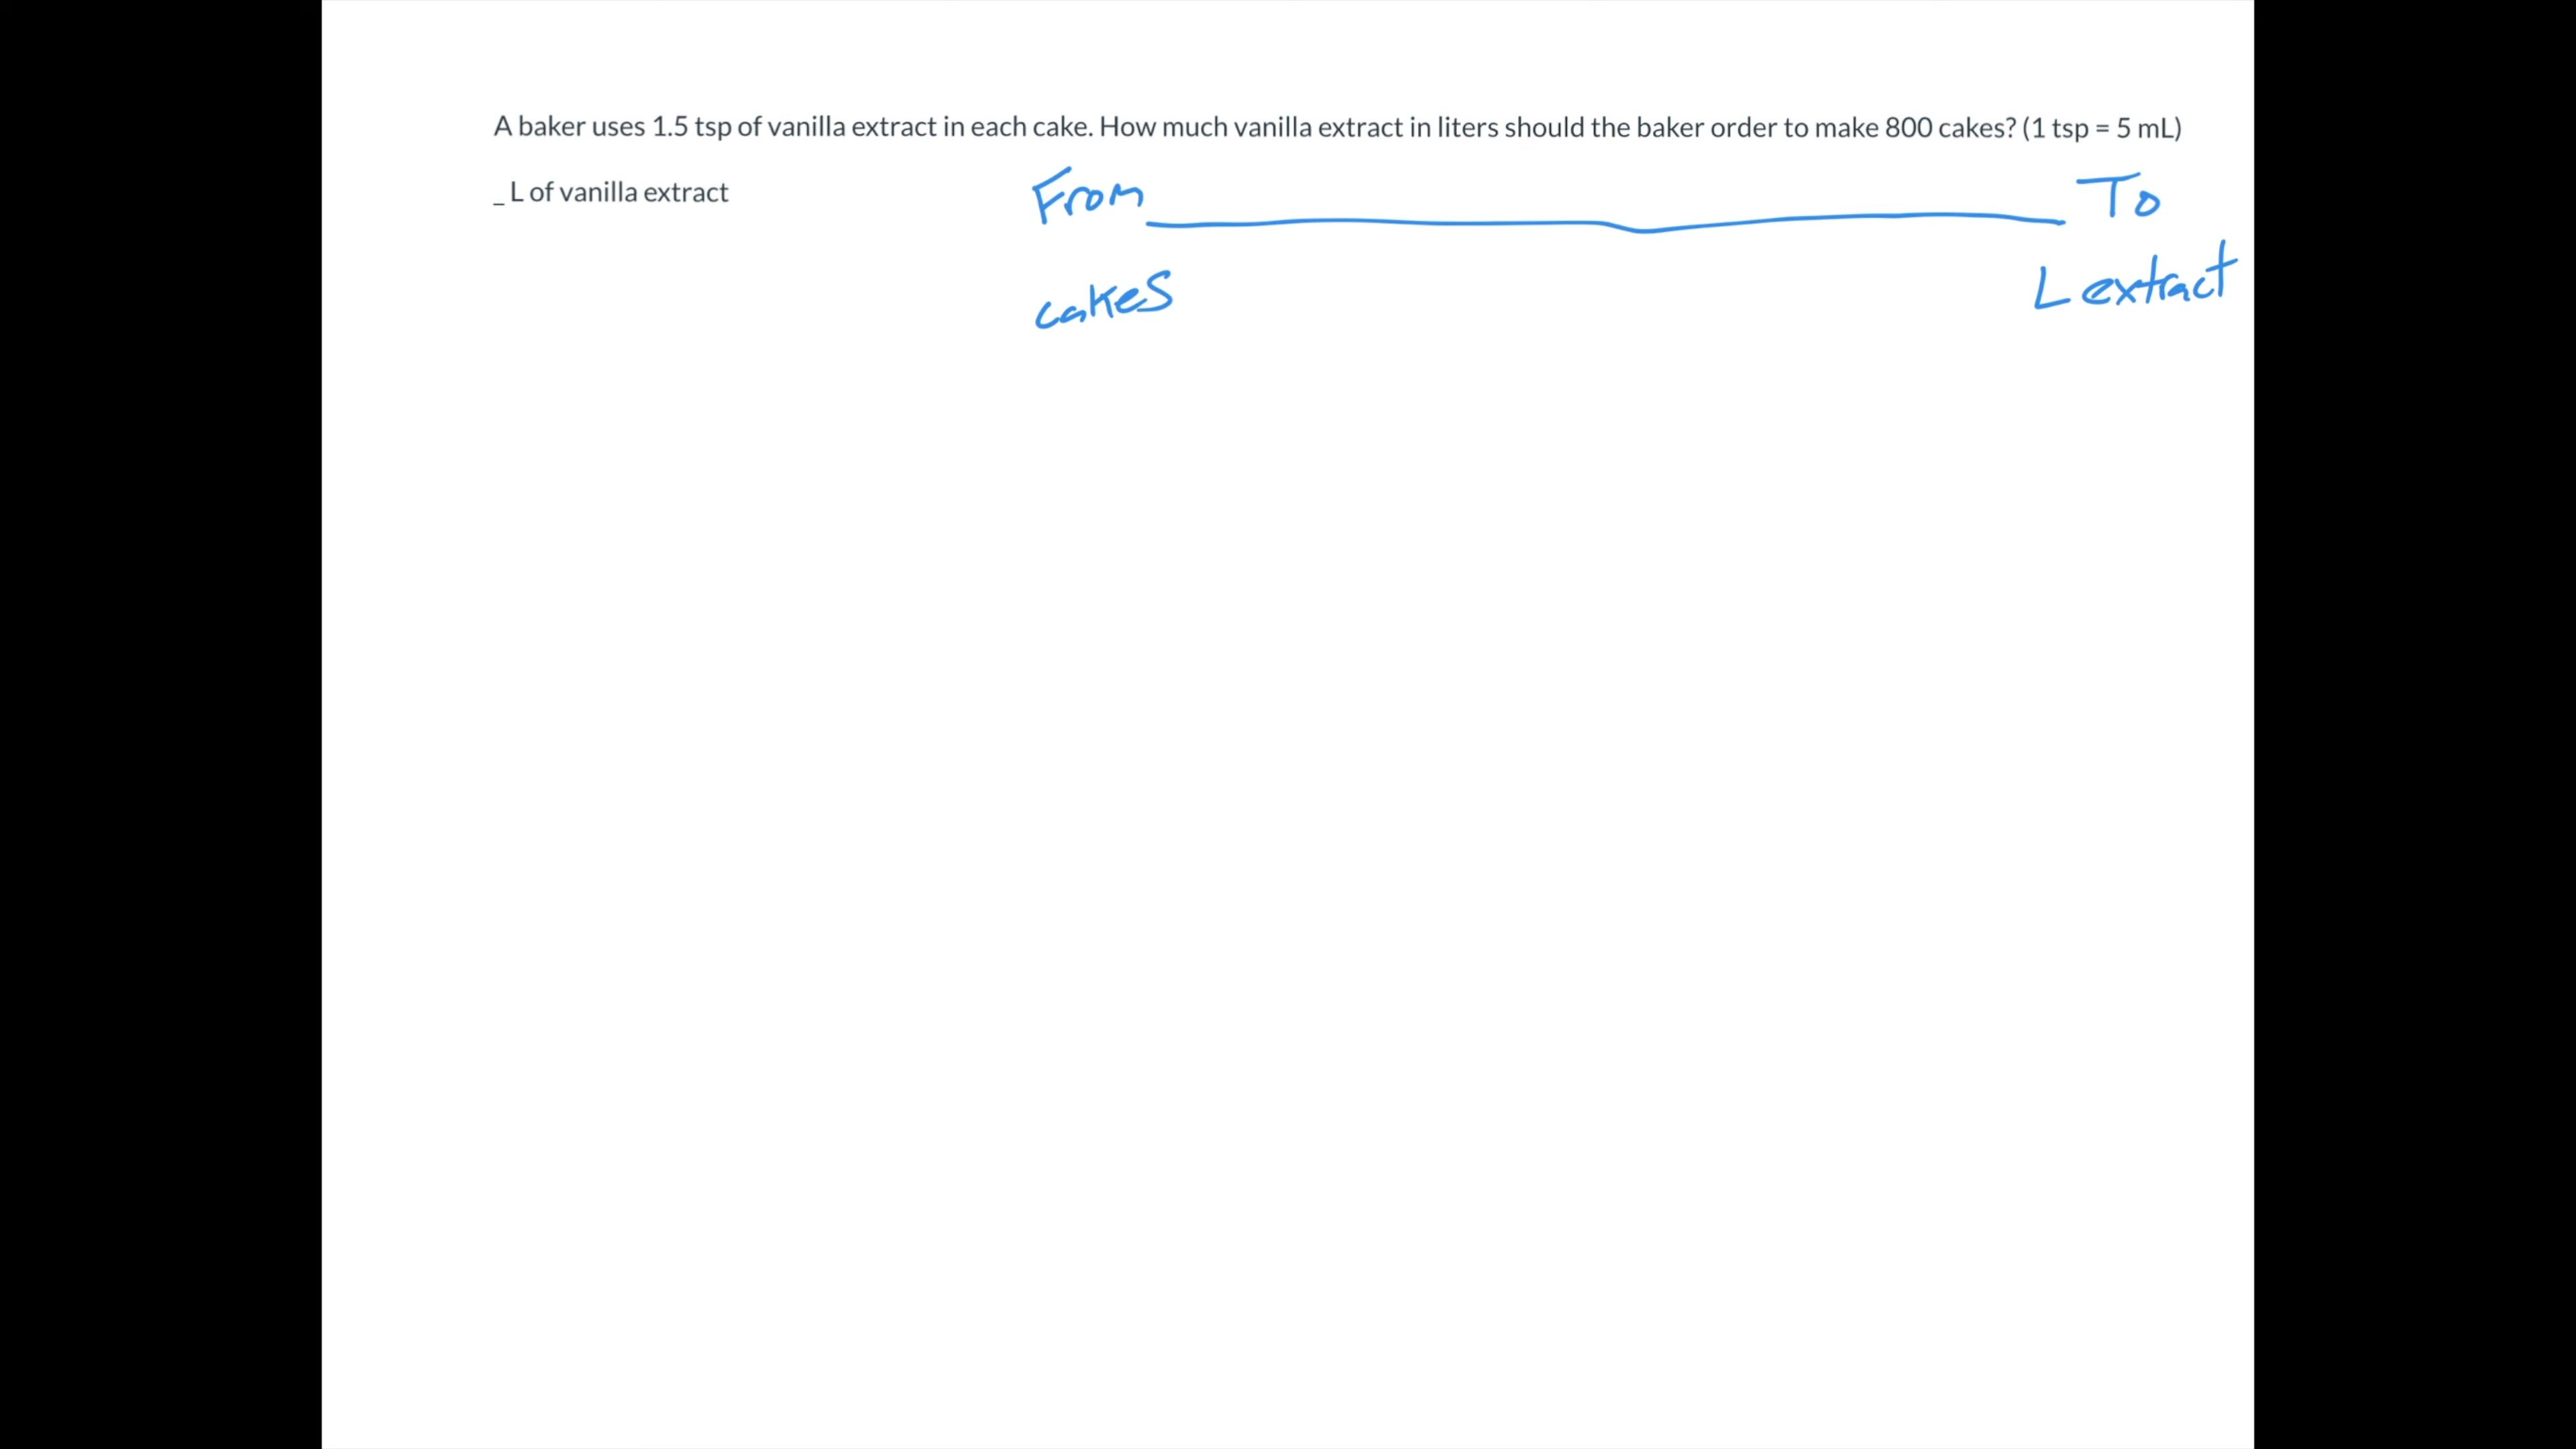 A baker uses 1.5 tsp of vanilla extract in each cake. How much vanilla extract in liters should the baker order to make 800 cakes? (1 tsp = 5 mL)
_ L of vanilla extract
From To
cakes L extract